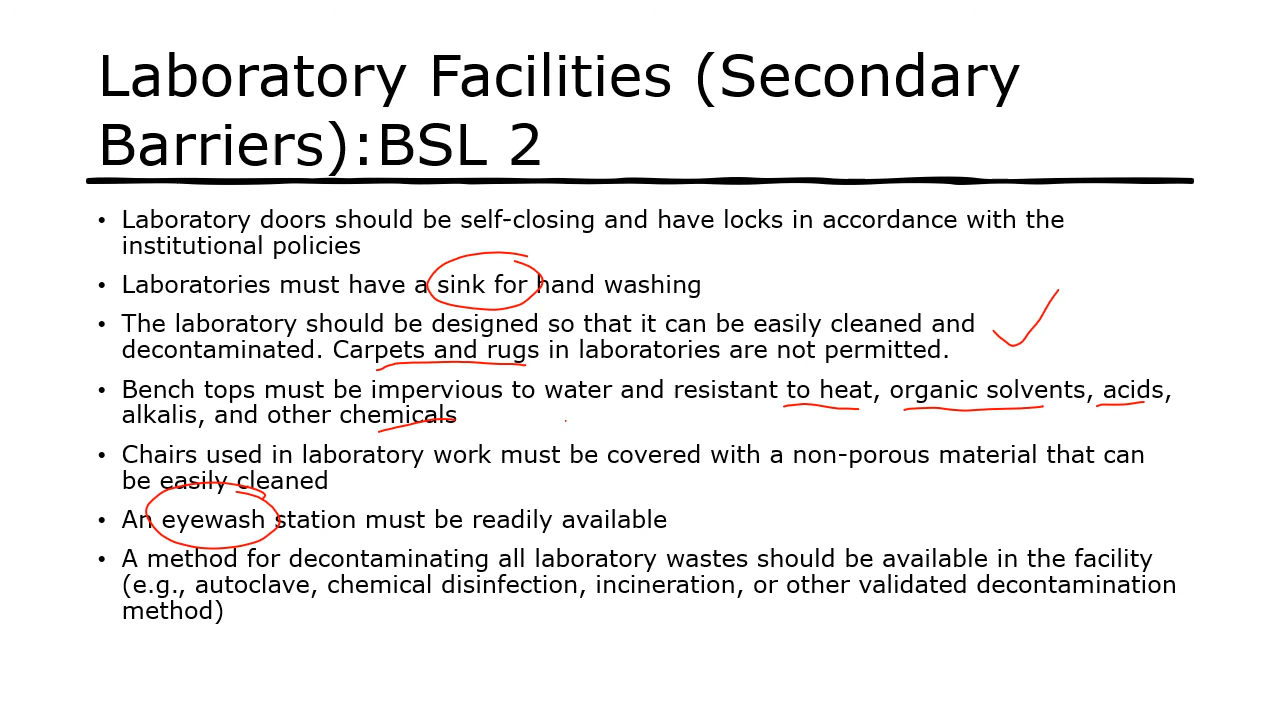 Laboratory Facilities (Secondary
Barriers):BSL 2
• Laboratory doors should be self-closing and have locks in accordance with the
institutional policies
• Laboratories must have a sink for hand washing
• The laboratory should be designed so that it can be easily cleaned and
decontaminated. Carpets and rugs in laboratories are not permitted.
• Bench tops must be impervious to water and resistant to heat, organic solvents, acids,
alkalis, and other chemicals
• Chairs used in laboratory work must be covered with a non-porous material that can
be easily cleaned
• An eyewash station must be readily available
• A method for decontaminating all laboratory wastes should be available in the facility
(e.g., autoclave, chemical disinfection, incineration, or other validated decontamination
method)